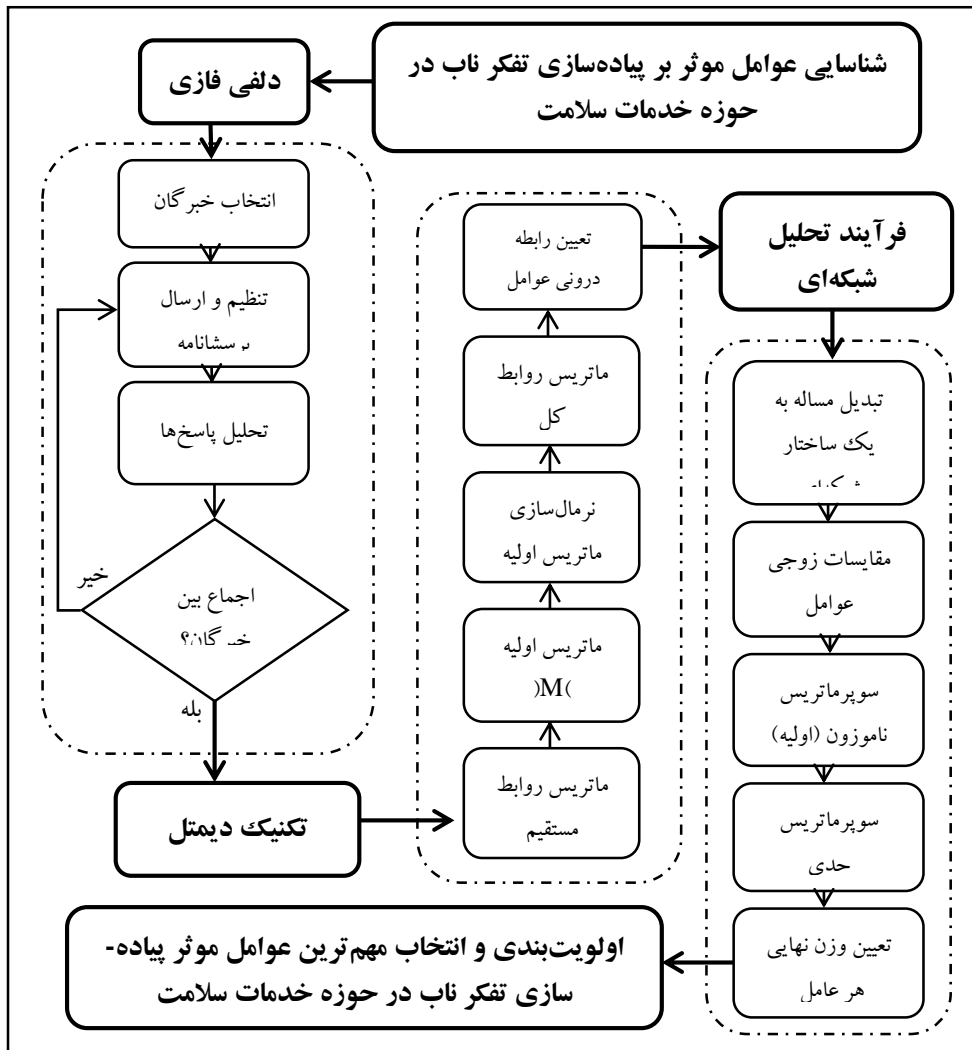 شناسایی عوامل موثر بر پیاده‌سازی تفکر ناب در
حوزه خدمات سلامت
دلفی فازی
انتخاب خبرگان
تنظیم و ارسال
پرسشنامه
تحلیل پاسخ‌ها
اجماع بین
خبرگان؟
خیر
بله
تکنیک دیمتل
ماتریس روابط
مستقیم
ماتریس اولیه
)M(
نرمال‌سازی
ماتریس اولیه
ماتریس روابط
کل
تعیین رابطه
درونی عوامل
فرآیند تحلیل
شبکه‌ای
تبدیل مساله به
یک ساختار
مقایسات زوجی
عوامل
سوپرماتریس
ناموزون (اولیه)
سوپرماتریس
حدی
تعیین وزن نهایی
هر عامل
اولویت‌بندی و انتخاب مهم‌ترین عوامل موثر پیاده-
سازی تفکر ناب در حوزه خدمات سلامت